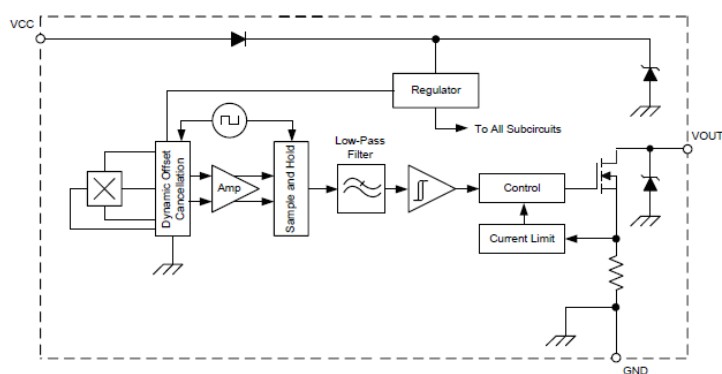 VCC
Regulator
To All Subcircuits
Low-Pass
Filter
VOUT
Dynamic Offset
Cancellation
Amp
Sample and Hold
Control
Current Limit
GND